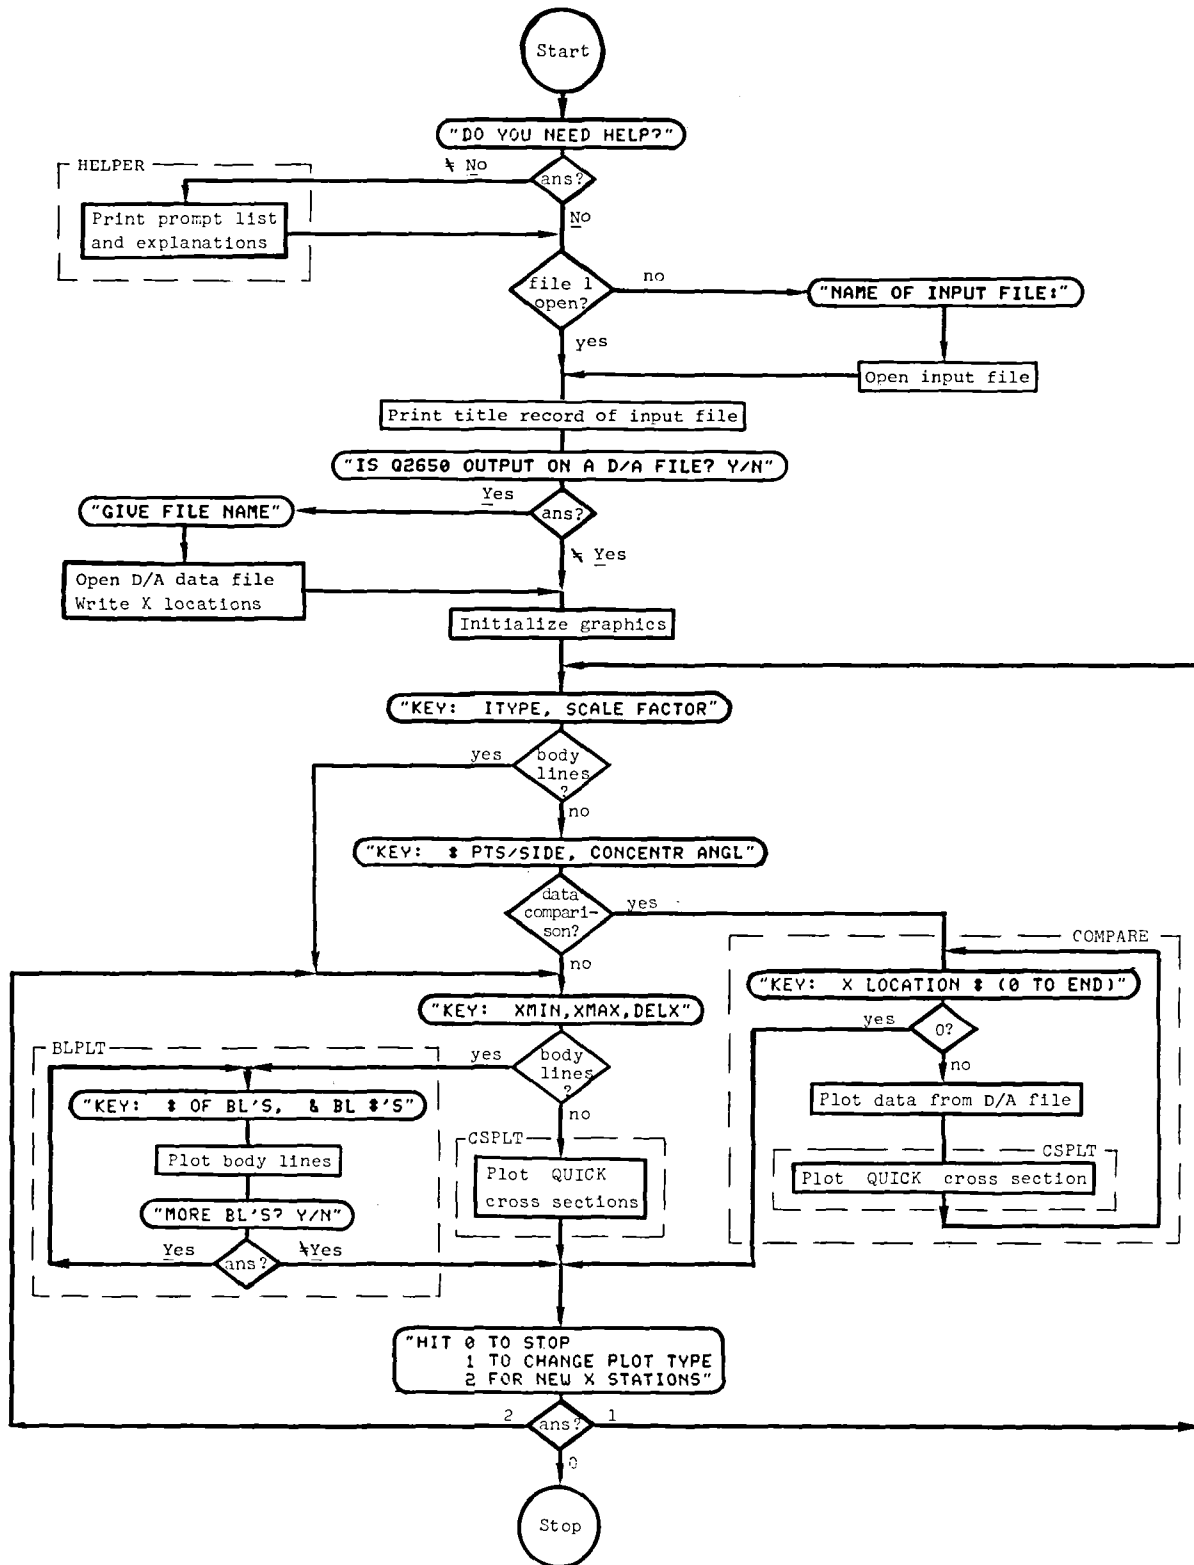 Start
"DO YOU NEED HELP?"
HELPER
≠ No
ans?
Print prompt list
and explanations
No
file 1
open?
no
"NAME OF INPUT FILE:"
yes
Open input file
Print title record of input file
"IS Q2650 OUTPUT ON A D/A FILE? Y/N"
Yes
"GIVE FILE NAME"
ans?
≠ Yes
Open D/A data file
Write X locations
Initialize graphics
"KEY: ITYPE, SCALE FACTOR"
yes
body
lines
?
no
"KEY: # PTS/SIDE, CONCENTR ANGL"
data
compari-
son?
yes
COMPARE
no
"KEY: X LOCATION # (0 TO END)"
"KEY: XMIN,XMAX,DELX"
yes
0?
BLPLT
yes
body
lines
?
no
"KEY: # OF BL'S, & BL #'S"
Plot data from D/A file
no
CSPLT
CSPLT
Plot body lines
Plot QUICK
cross sections
Plot QUICK cross section
"MORE BL'S? Y/N"
Yes
ans?
≠Yes
"HIT 0 TO STOP
1 TO CHANGE PLOT TYPE
2 FOR NEW X STATIONS"
2
ans?
1
0
Stop